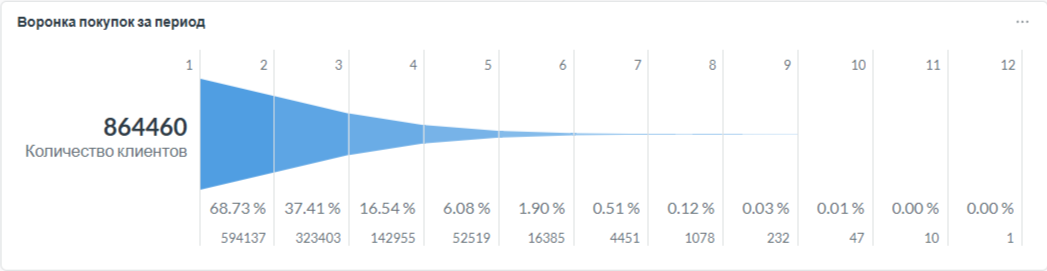 Воронка покупок за период
...
1 2 3 4 5 6 7 8 9 10 11 12
864460
Количество клиентов
68.73 % 37.41 % 16.54 % 6.08 % 1.90 % 0.51 % 0.12 % 0.03 % 0.01 % 0.00 % 0.00 %
594137 323403 142955 52519 16385 4451 1078 232 47 10 1